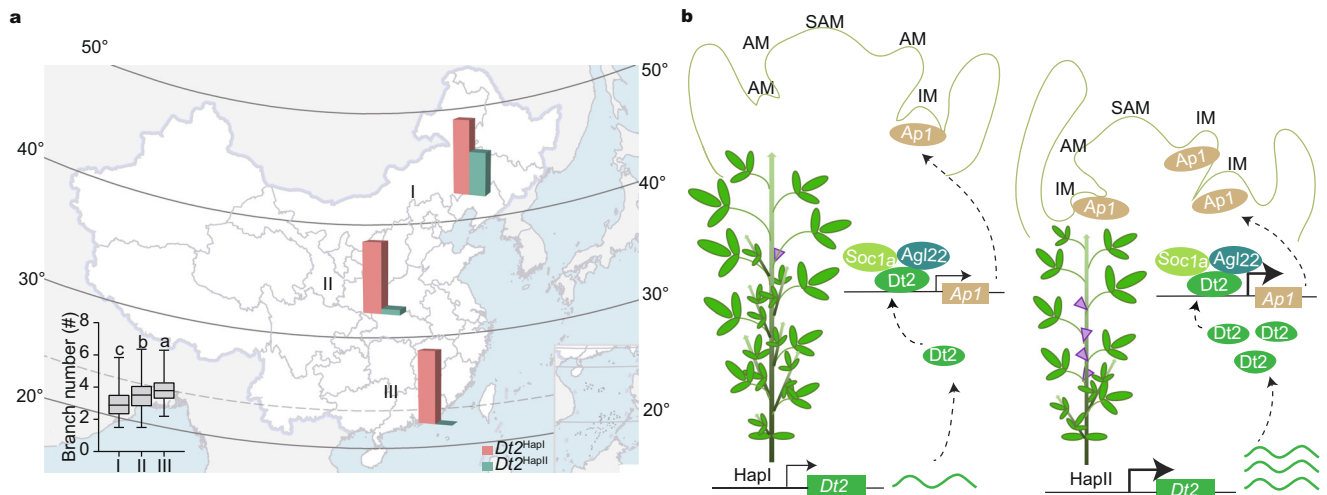 a
50°
50°
40°
40°
30°
30°
20°
20°
I
II
III
Branch number (#)
8
6
4
2
0
c
b
a
I
II
III
Dt2HapI
Dt2HapII
b
SAM
AM
AM
AM
IM
Ap1
Soc1a
Agl22
Dt2
Ap1
Dt2
HapI
Dt2
SAM
IM
AM
Ap1
IM
IM
Ap1
Ap1
Soc1a
Agl22
Dt2
Ap1
Dt2
Dt2
Dt2
HapII
Dt2